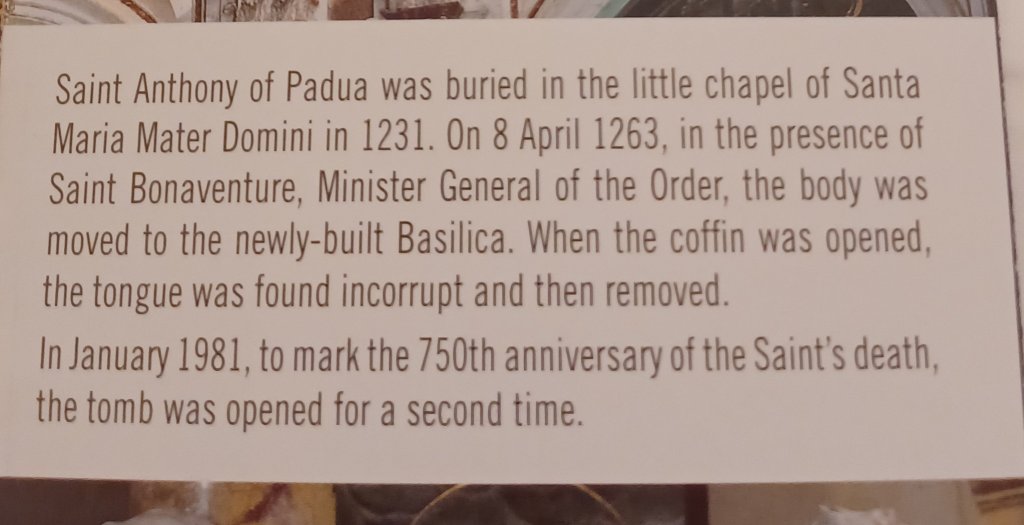 Saint Anthony of Padua was buried in the little chapel of Santa
Maria Mater Domini in 1231. On 8 April 1263, in the presence of
Saint Bonaventure, Minister General of the Order, the body was
moved to the newly-built Basilica. When the coffin was opened,
the tongue was found incorrupt and then removed.
In January 1981, to mark the 750th anniversary of the Saint's death,
the tomb was opened for a second time.